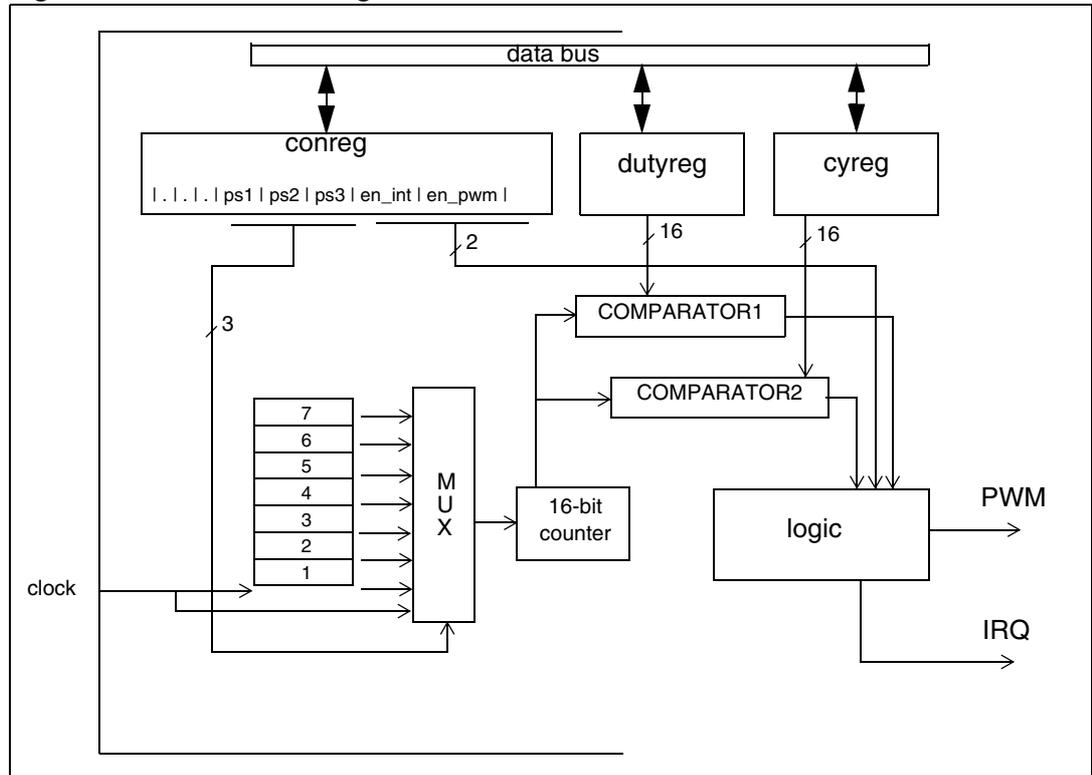 data bus
conreg
| . | . | . | ps1 | ps2 | ps3 | en_int | en_pwm |
dutyreg
cyreg
2
16
16
3
COMPARATOR1
COMPARATOR2
7
6
5
4
3
2
1
M
U
X
16-bit
counter
logic
PWM
clock
IRQ